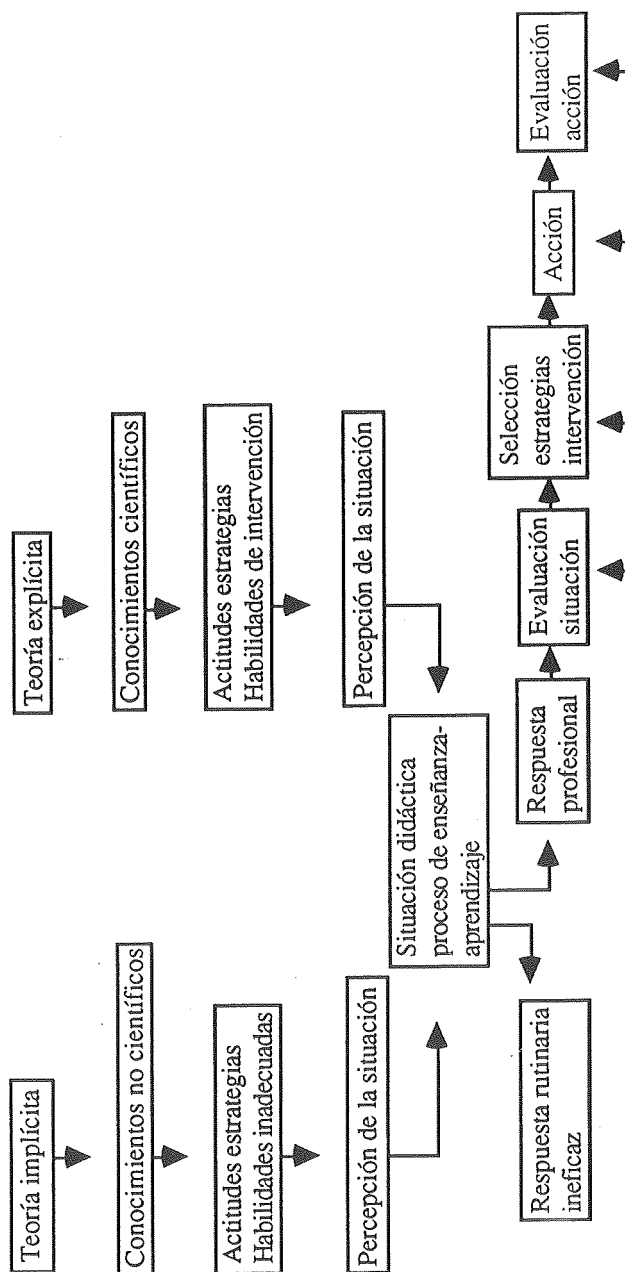 Teoría implícita
Conocimientos no científicos
Actitudes estrategias
Habilidades inadecuadas
Percepción de la situación
Teoría explícita
Conocimientos científicos
Actitudes estrategias
Habilidades de intervención
Percepción de la situación
Situación didáctica
proceso de enseñanza-
aprendizaje
Respuesta rutinaria
ineficaz
Respuesta
profesional
Evaluación
situación
Selección
estrategias
intervención
Acción
Evaluación
acción